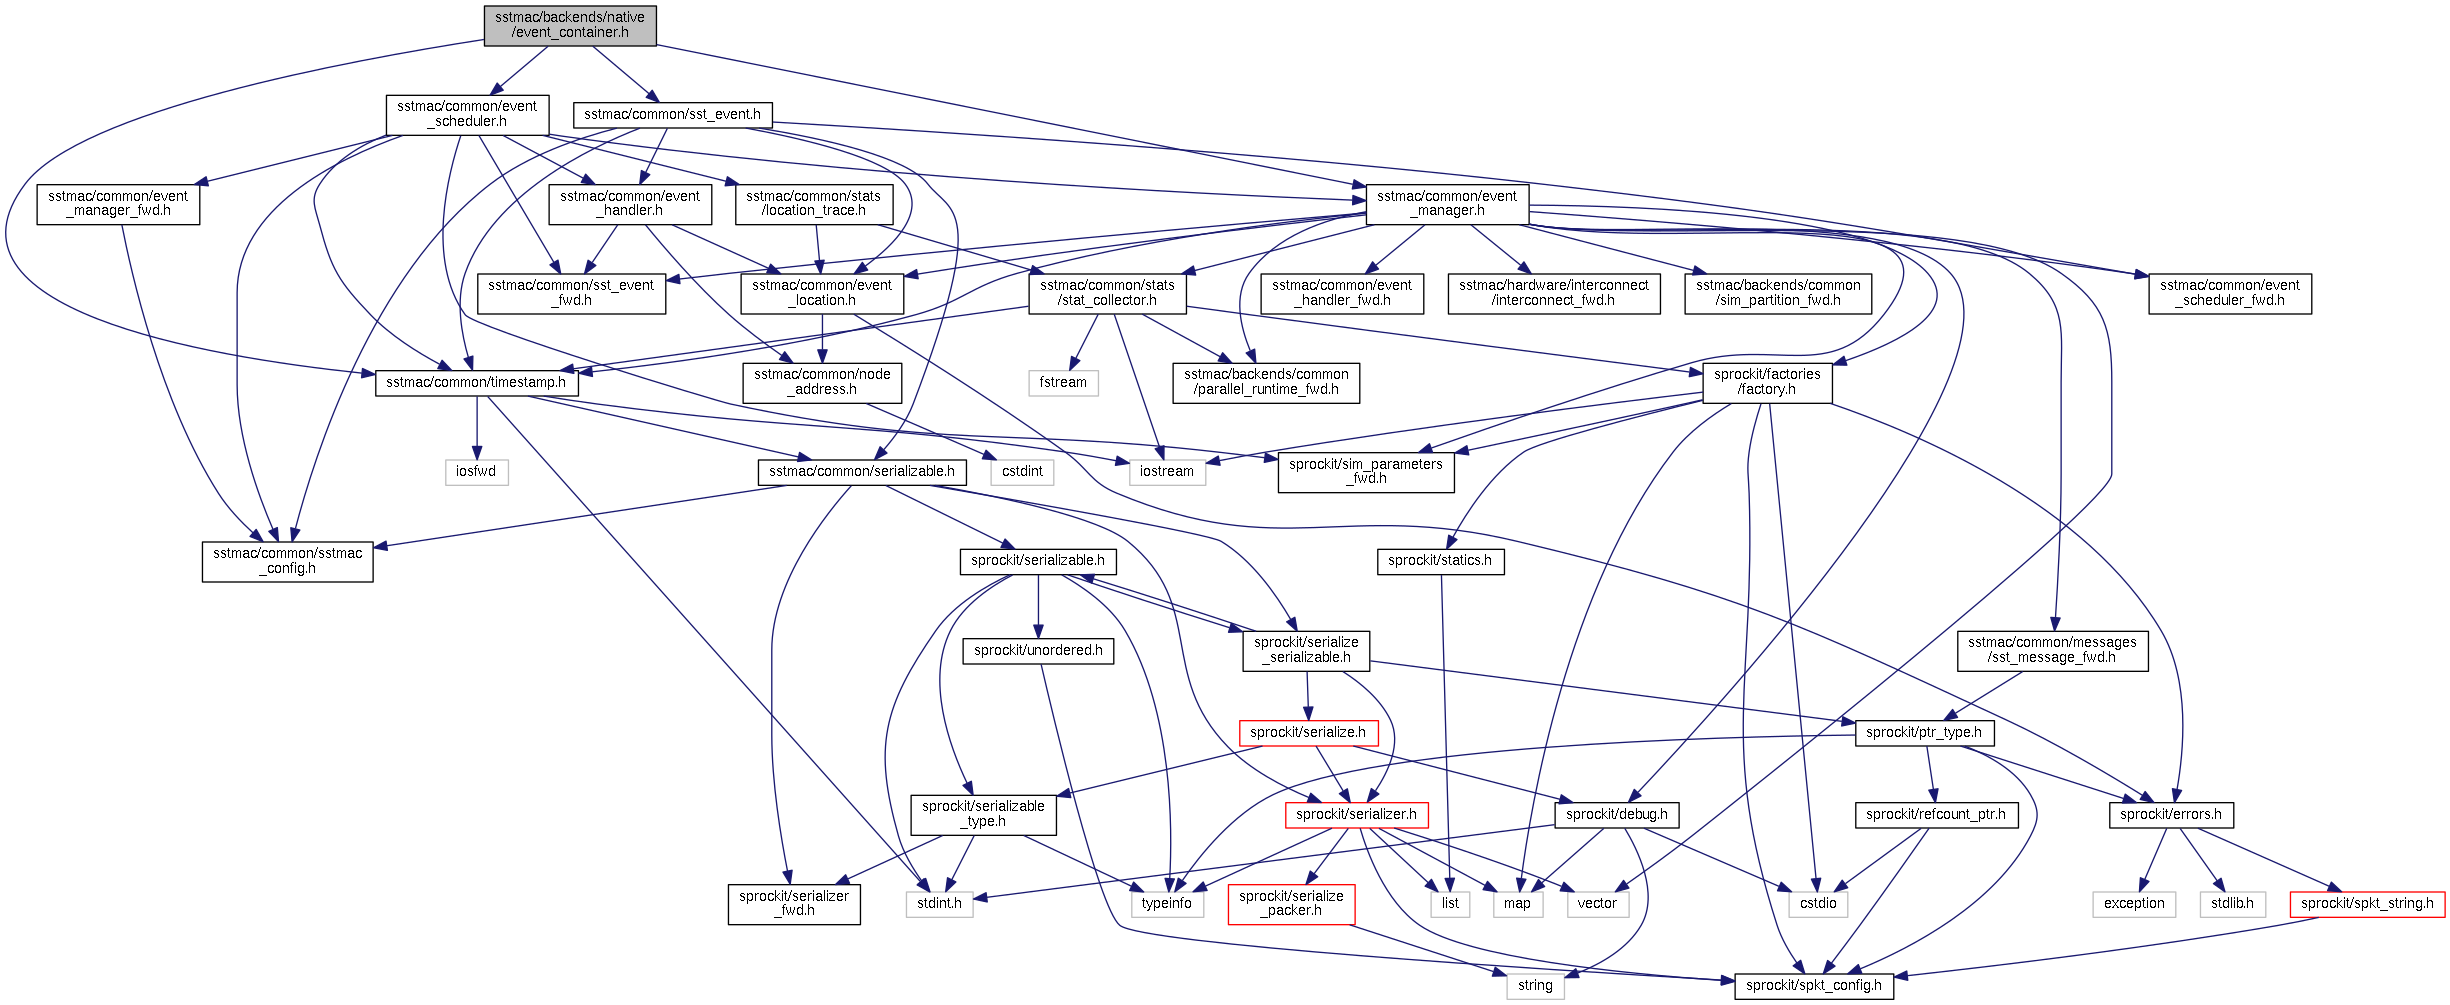 sstmac/backends/native
/event_container.h
sstmac/common/event
_scheduler.h
sstmac/common/sst_event.h
sstmac/common/event
_manager_fwd.h
sstmac/common/event
_handler.h
sstmac/common/stats
/location_trace.h
sstmac/common/event
_manager.h
sstmac/common/sst_event
_fwd.h
sstmac/common/event
_location.h
sstmac/common/stats
/stat_collector.h
sstmac/common/event
_handler_fwd.h
sstmac/hardware/interconnect
/interconnect_fwd.h
sstmac/backends/common
/sim_partition_fwd.h
sstmac/common/event
_scheduler_fwd.h
sstmac/common/timestamp.h
sstmac/common/node
_address.h
fstream
sstmac/backends/common
/parallel_runtime_fwd.h
sprockit/factories
/factory.h
iosfwd
sstmac/common/serializable.h
cstdint
iostream
sprockit/sim_parameters
_fwd.h
sstmac/common/sstmac
_config.h
sprockit/serializable.h
sprockit/statics.h
sprockit/unordered.h
sprockit/serialize
_serializable.h
sstmac/common/messages
/sst_message_fwd.h
sprockit/serialize.h
sprockit/ptr_type.h
sprockit/serializable
_type.h
sprockit/serializer.h
sprockit/debug.h
sprockit/refcount_ptr.h
sprockit/errors.h
sprockit/serializer
_fwd.h
stdint.h
typeinfo
sprockit/serialize
_packer.h
list
map
vector
cstdio
exception
stdlib.h
sprockit/spkt_string.h
string
sprockit/spkt_config.h